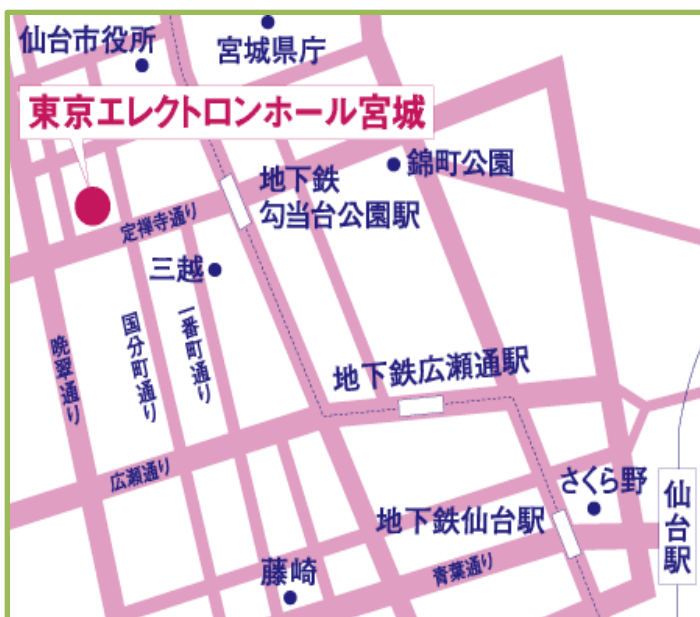 仙台市役所
宮城県庁
東京エレクトロンホール宮城
錦町公園
地下鉄
勾当台公園駅
定禅寺通り
三越
国分町通り
一番町通り
晩翠通り
地下鉄広瀬通駅
広瀬通り
さくら野
仙台駅
地下鉄仙台駅
藤崎
青葉通り